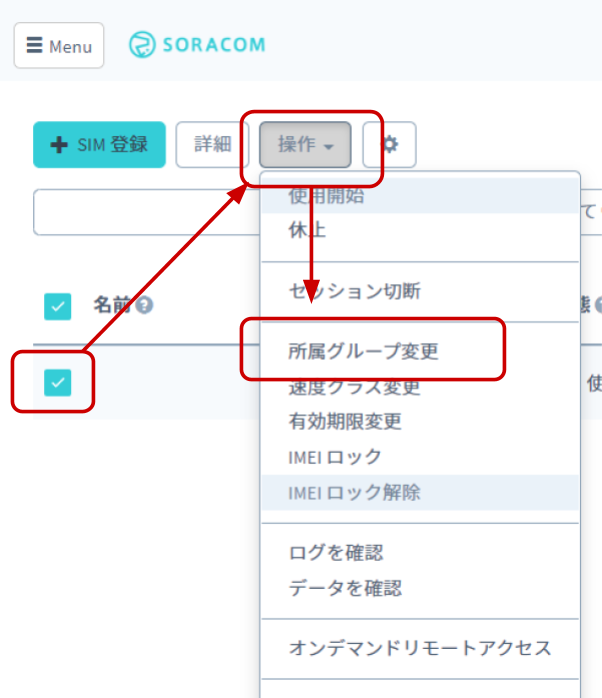 Menu
SORACOM
SIM 登録
詳細
操作
使用開始
休止
セッション切断
名前
所属グループ変更
速度クラス変更
使
有効期限変更
IMEI ロック
IMEI ロック解除
ログを確認
データを確認
オンデマンドリモートアクセス